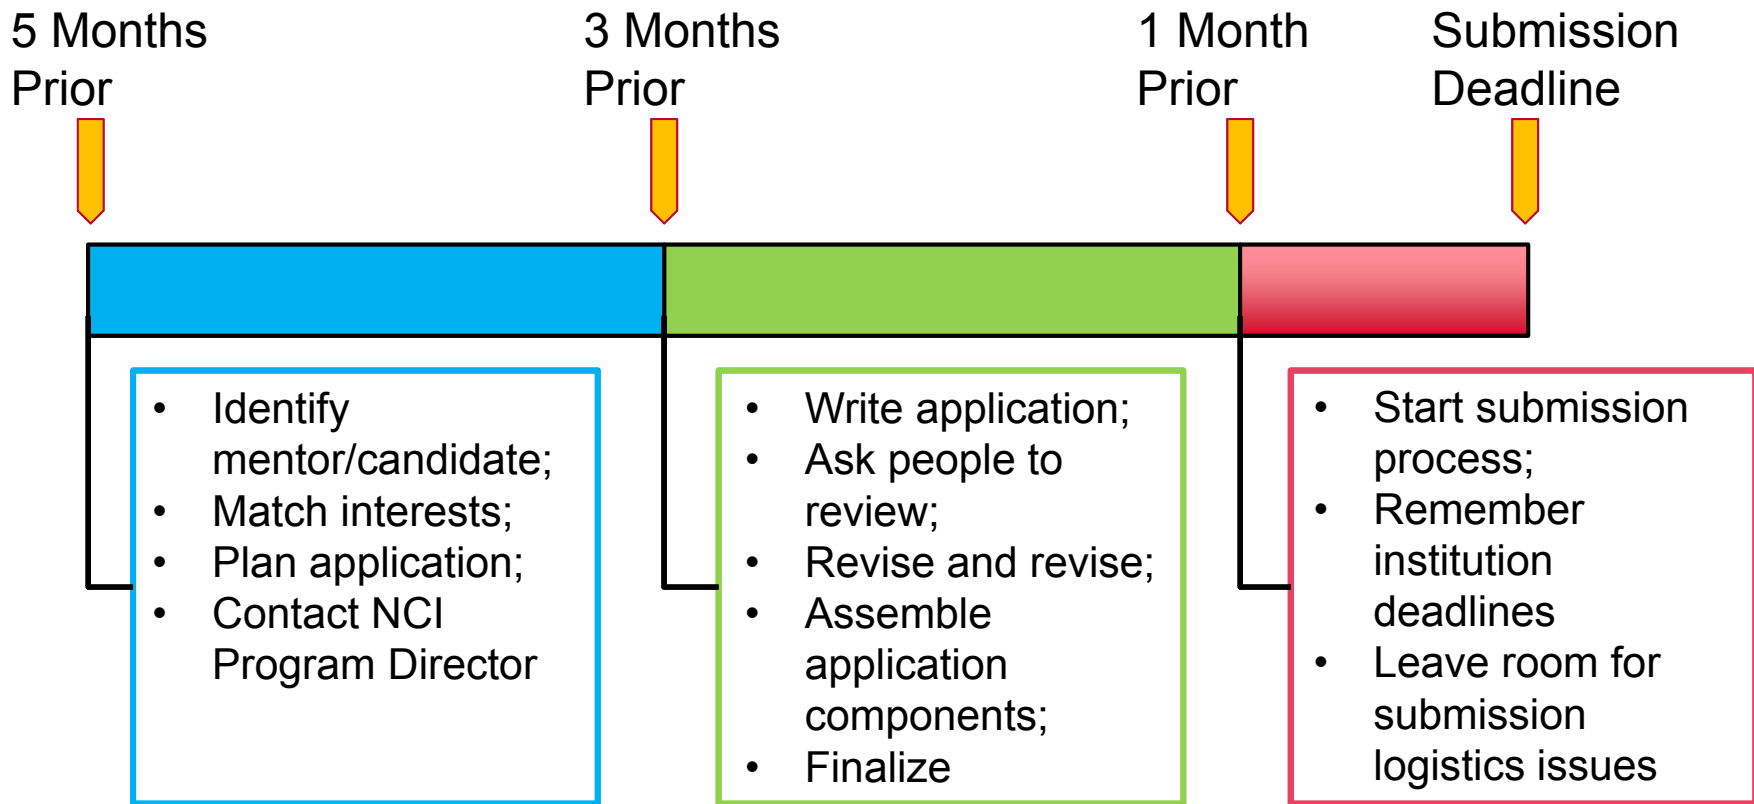 5 Months
Prior
3 Months
Prior
1 Month
Prior
Submission
Deadline
• Identify
mentor/candidate;
• Match interests;
• Plan application;
• Contact NCI
Program Director
• Write application;
• Ask people to
review;
• Revise and revise;
• Assemble
application
components;
• Finalize
• Start submission
process;
• Remember
institution
deadlines
• Leave room for
submission
logistics issues